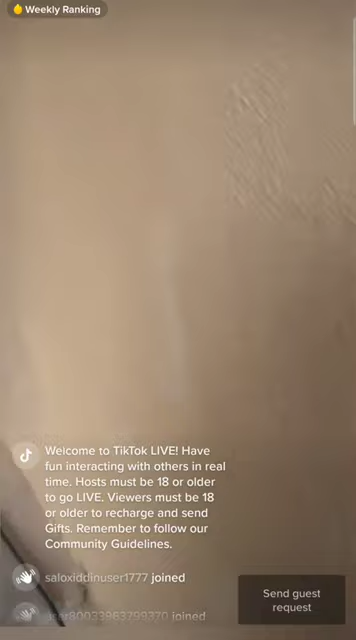 Weekly Ranking
Welcome to TikTok LIVE! Have
fun interacting with others in real
time. Hosts must be 18 or older
to go LIVE. Viewers must be 18
or older to recharge and send
Gifts. Remember to follow our
Community Guidelines.
saloxiddinuser1777 joined
joined
Send guest
request